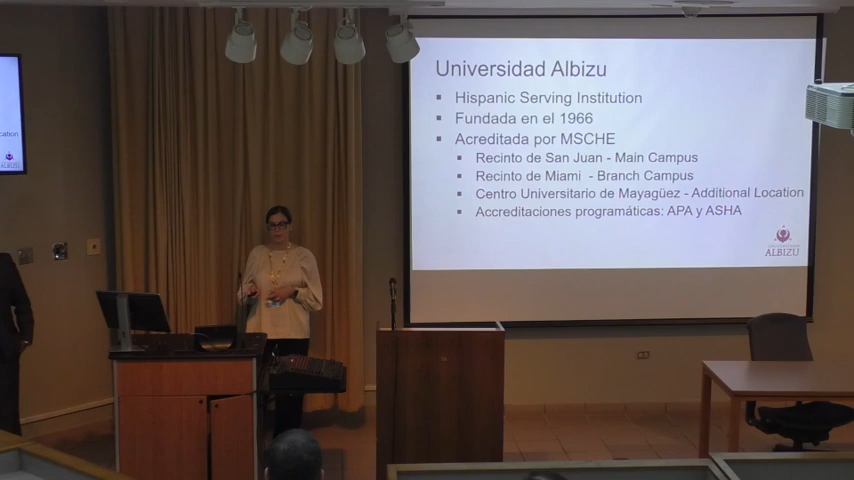 Universidad Albizu
Hispanic Serving Institution
Fundada en el 1966
Acreditada por MSCHE
Recinto de San Juan - Main Campus
Recinto de Miami - Branch Campus
Centro Universitario de Mayagüez - Additional Location
Accreditaciones programáticas: APA y ASHA
ALBIZU
cation